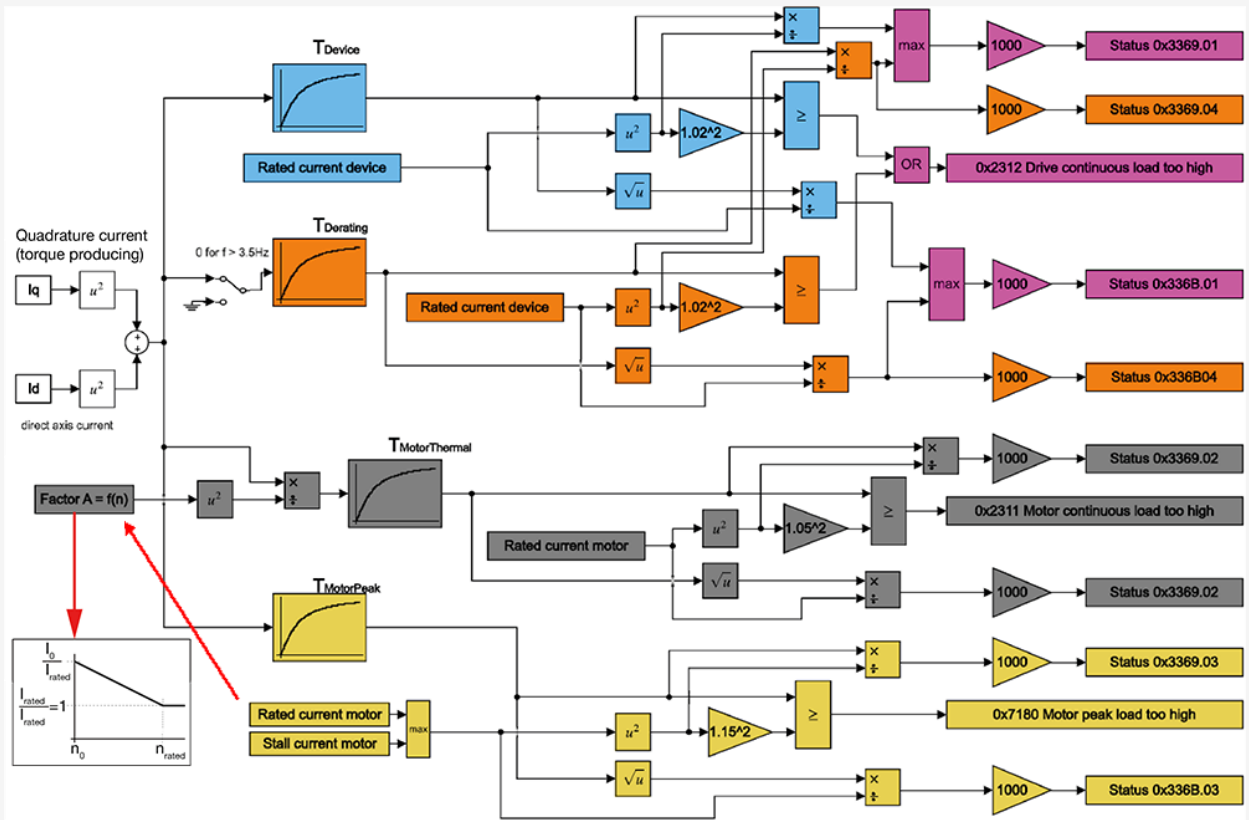 T Device
×
÷
max
1000
Status 0x3369.01
×
÷
1000
Status 0x3369.04
u²
1.02^2
≥
Rated current device
OR
0x2312 Drive continuous load too high
√u
×
÷
T Derating
Quadrature current
(torque producing)
0 for f > 3.5Hz
Iq
u²
max
1000
Status 0x336B.01
Rated current device
u²
1.02^2
≥
+
+
√u
×
÷
1000
Status 0x336B04
Id
u²
direct axis current
T MotorThermal
×
÷
1000
Status 0x3369.02
Factor A = f(n)
u²
×
÷
≥
0x2311 Motor continuous load too high
Rated current motor
u²
1.05^2
√u
×
÷
1000
Status 0x3369.02
T MotorPeak
I0
Irated
Irated
Irated
=1
n0
nrated
×
÷
1000
Status 0x3369.03
Rated current motor
Stall current motor
max
u²
1.15^2
≥
0x7180 Motor peak load too high
√u
×
÷
1000
Status 0x336B.03